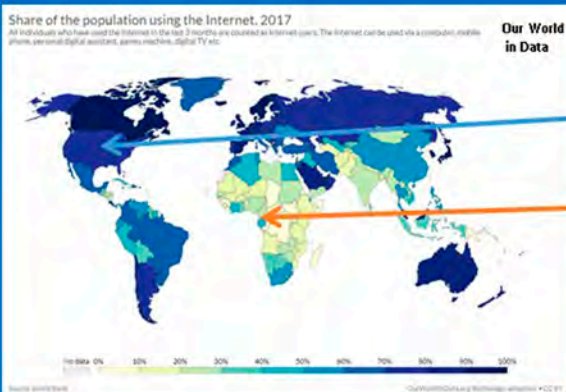 Share of the population using the Internet, 2017
All individuals who have used the Internet in the last 3 months are counted as Internet users. The Internet can be used via a computer, mobile
phone, personal digital assistant, games machine, digital TV etc.
Our World
in Data
No data 0% 10% 20% 30% 40% 50% 60% 70% 80% 90% 100%
Source: World Bank
CC BY